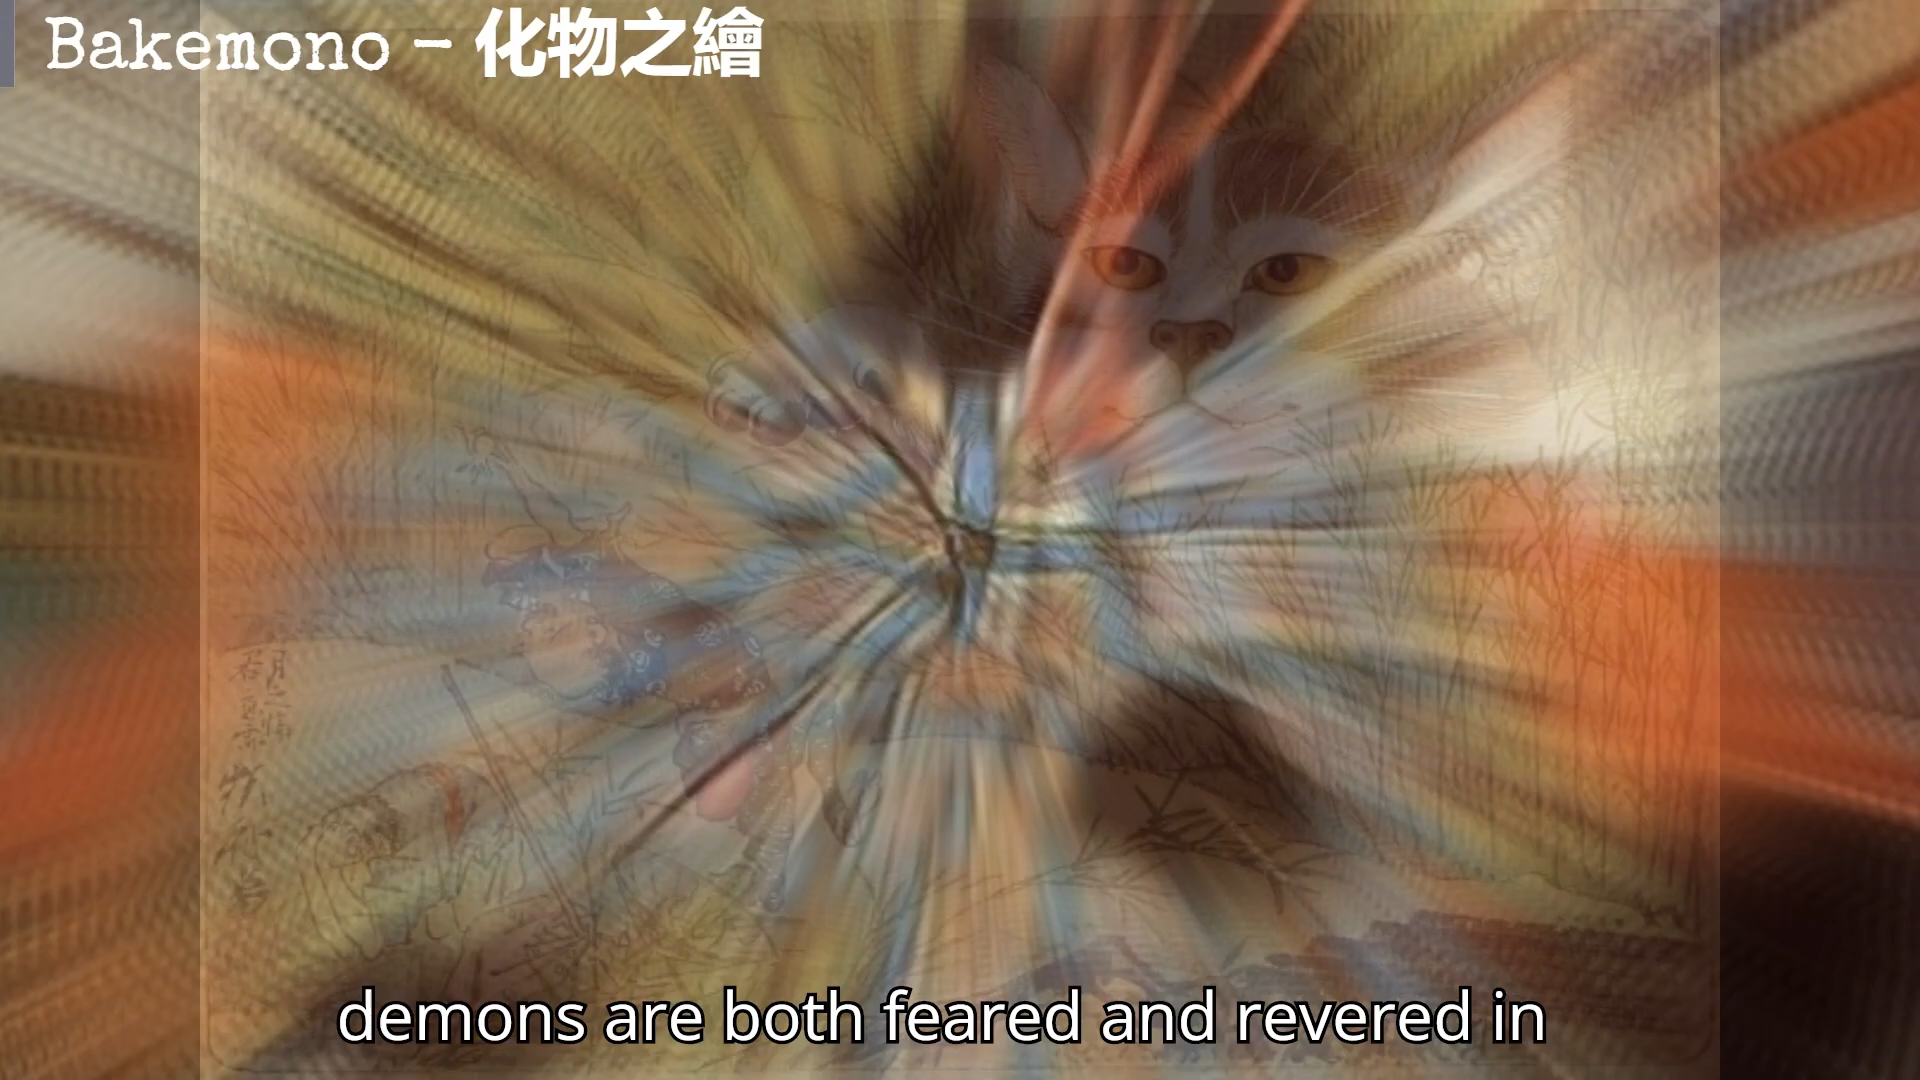 Bakemono – 化物之繪
demons are both feared and revered in